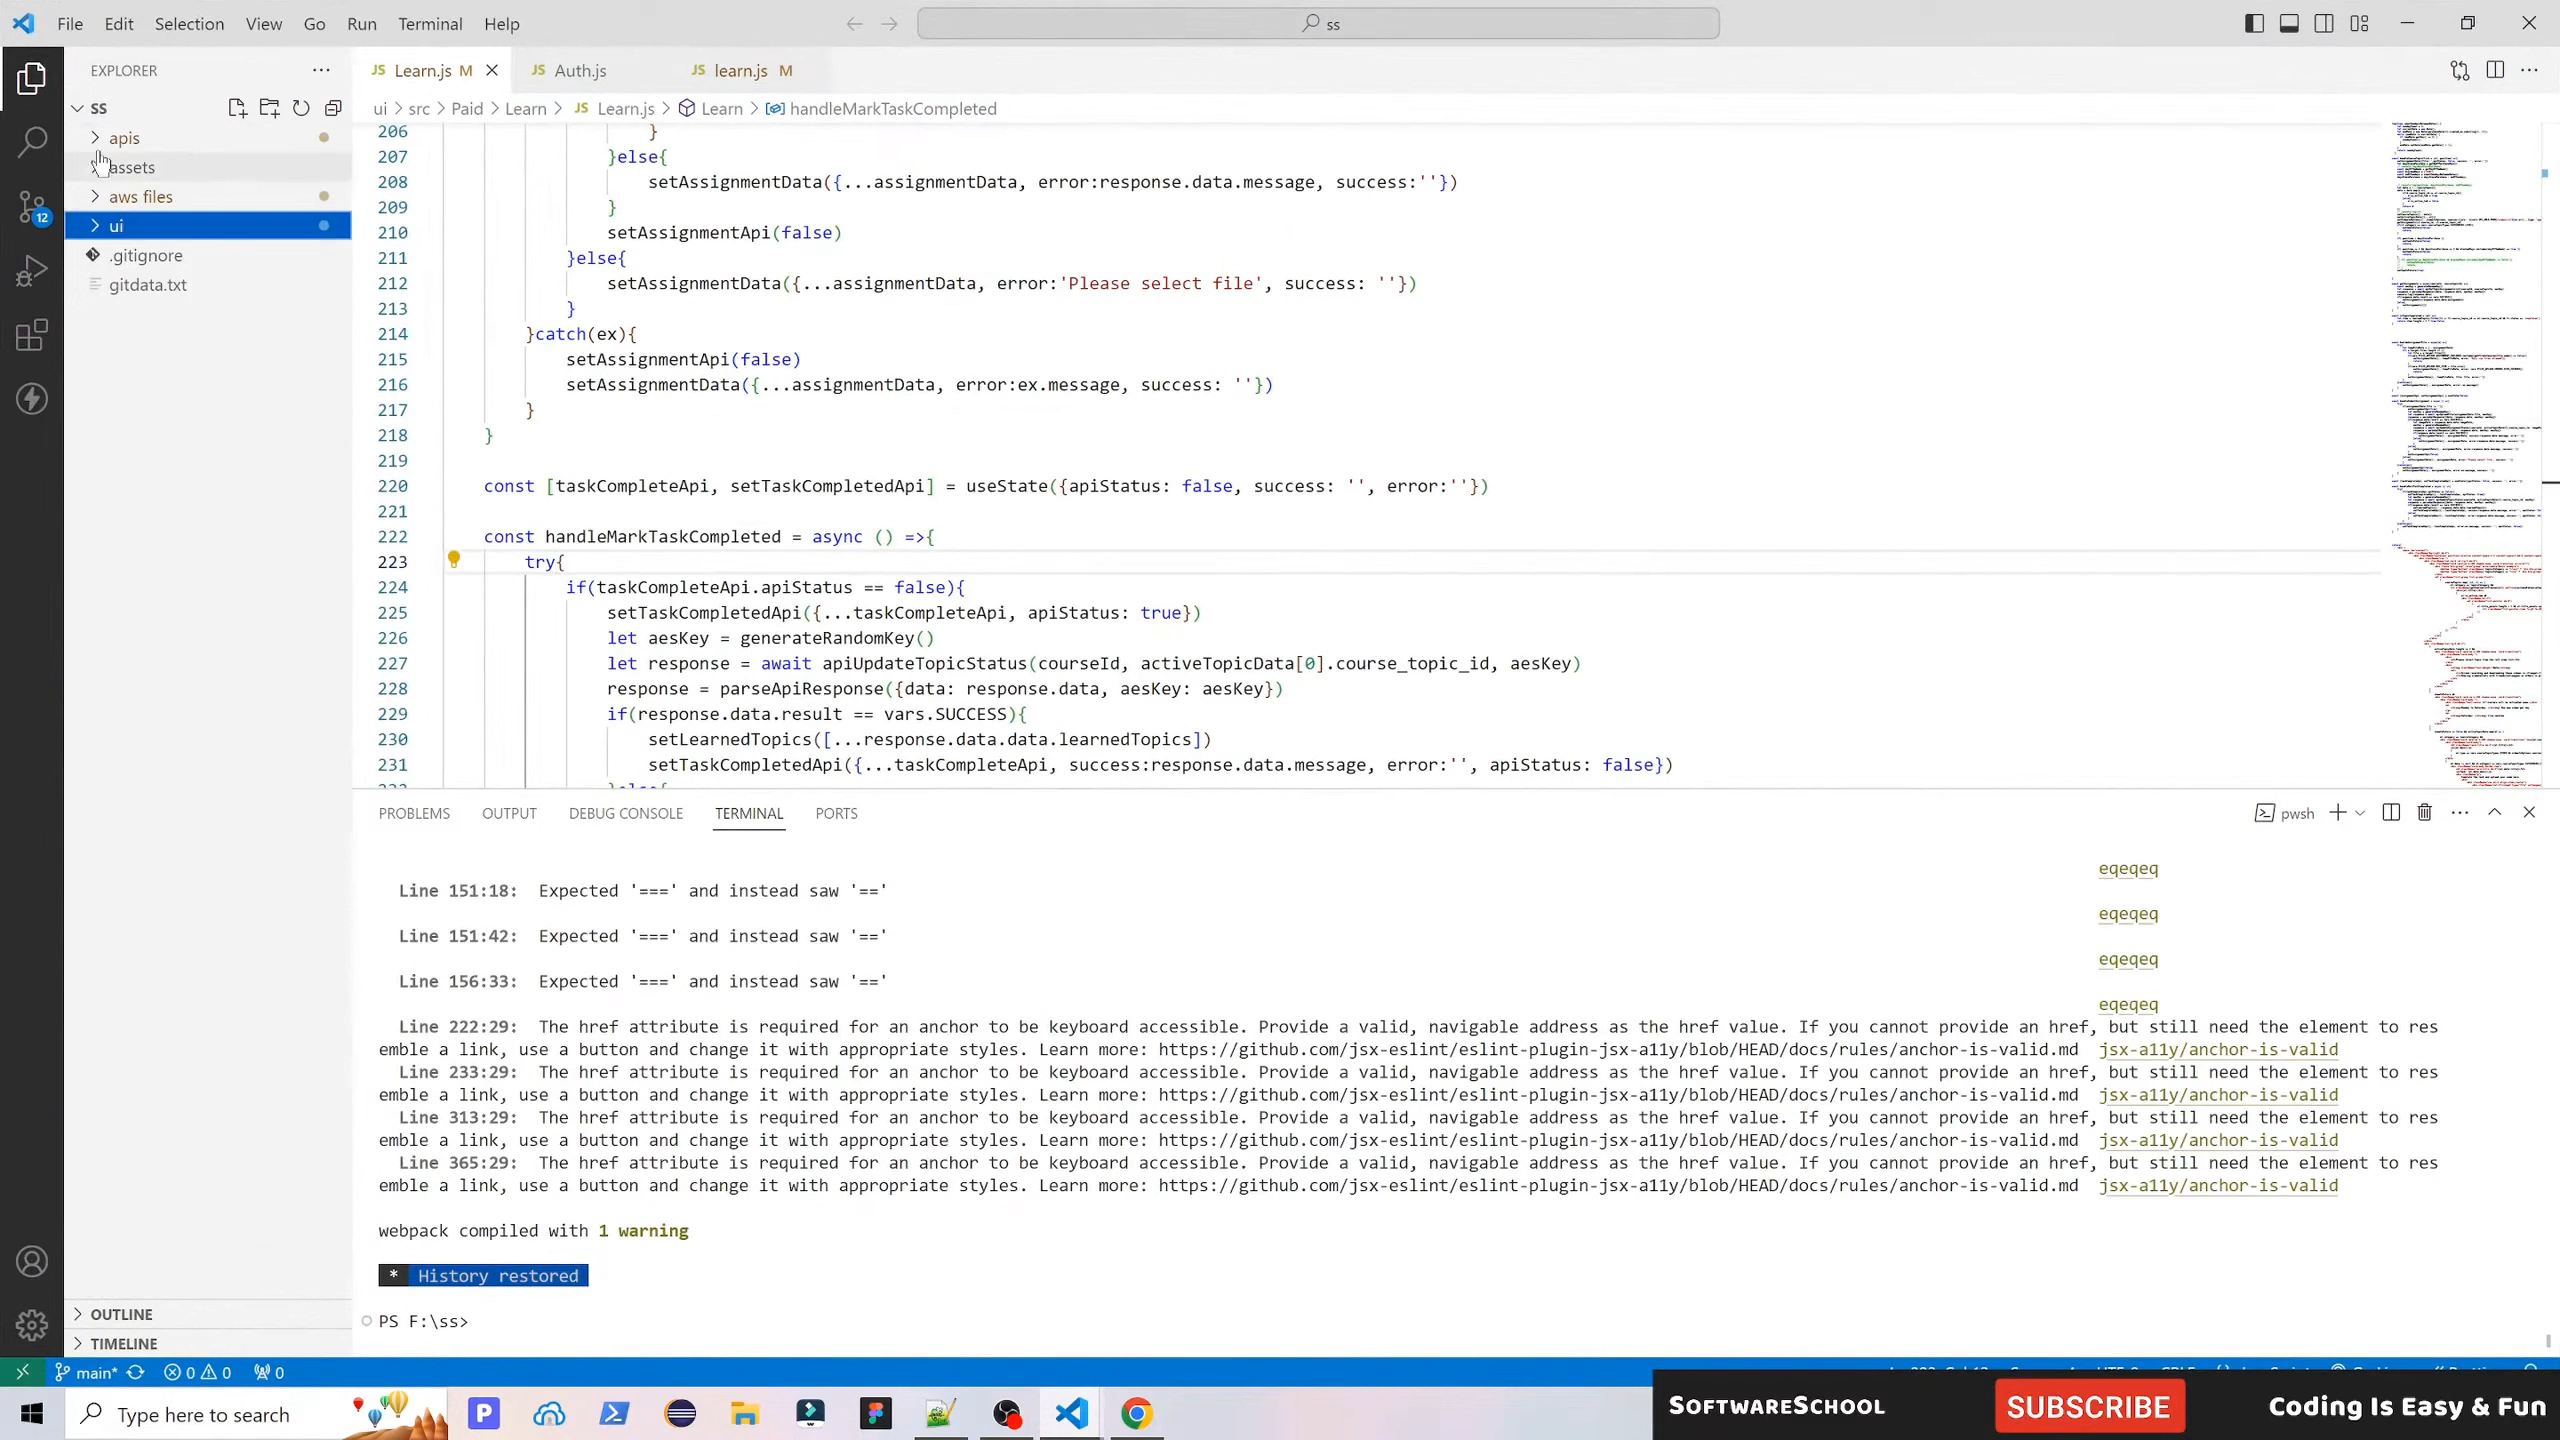 File Edit Selection View Go Run Terminal Help
ss
EXPLORER
SS
apis
assets
aws files
ui
.gitignore
gitdata.txt
OUTLINE
TIMELINE
12
Learn.js M
Auth.js
learn.js M
ui > src > Paid > Learn > JS Learn.js > Learn > handleMarkTaskCompleted
206 }
207 }else{
208 setAssignmentData({...assignmentData, error:response.data.message, success:''})
209 }
210 setAssignmentApi(false)
211 }else{
212 setAssignmentData({...assignmentData, error:'Please select file', success: ''})
213 }
214 }catch(ex){
215 setAssignmentApi(false)
216 setAssignmentData({...assignmentData, error:ex.message, success: ''})
217 }
218 }
219
220 const [taskCompleteApi, setTaskCompletedApi] = useState({apiStatus: false, success: '', error:''})
221
222 const handleMarkTaskCompleted = async () =>{
223 try{
224 if(taskCompleteApi.apiStatus == false){
225 setTaskCompletedApi({...taskCompleteApi, apiStatus: true})
226 let aesKey = generateRandomKey()
227 let response = await apiUpdateTopicStatus(courseId, activeTopicData[0].course_topic_id, aesKey)
228 response = parseApiResponse({data: response.data, aesKey: aesKey})
229 if(response.data.result == vars.SUCCESS){
230 setLearnedTopics([...response.data.data.learnedTopics])
231 setTaskCompletedApi({...taskCompleteApi, success:response.data.message, error:'', apiStatus: false})
PROBLEMS OUTPUT DEBUG CONSOLE TERMINAL PORTS
pwsh
eqeqeq
Line 151:18: Expected '===' and instead saw '=='
eqeqeq
Line 151:42: Expected '===' and instead saw '=='
eqeqeq
Line 156:33: Expected '===' and instead saw '=='
eqeqeq
Line 222:29: The href attribute is required for an anchor to be keyboard accessible. Provide a valid, navigable address as the href value. If you cannot provide an href, but still need the element to res
emble a link, use a button and change it with appropriate styles. Learn more: https://github.com/jsx-eslint/eslint-plugin-jsx-a11y/blob/HEAD/docs/rules/anchor-is-valid.md jsx-a11y/anchor-is-valid
Line 233:29: The href attribute is required for an anchor to be keyboard accessible. Provide a valid, navigable address as the href value. If you cannot provide an href, but still need the element to res
emble a link, use a button and change it with appropriate styles. Learn more: https://github.com/jsx-eslint/eslint-plugin-jsx-a11y/blob/HEAD/docs/rules/anchor-is-valid.md jsx-a11y/anchor-is-valid
Line 313:29: The href attribute is required for an anchor to be keyboard accessible. Provide a valid, navigable address as the href value. If you cannot provide an href, but still need the element to res
emble a link, use a button and change it with appropriate styles. Learn more: https://github.com/jsx-eslint/eslint-plugin-jsx-a11y/blob/HEAD/docs/rules/anchor-is-valid.md jsx-a11y/anchor-is-valid
Line 365:29: The href attribute is required for an anchor to be keyboard accessible. Provide a valid, navigable address as the href value. If you cannot provide an href, but still need the element to res
emble a link, use a button and change it with appropriate styles. Learn more: https://github.com/jsx-eslint/eslint-plugin-jsx-a11y/blob/HEAD/docs/rules/anchor-is-valid.md jsx-a11y/anchor-is-valid
webpack compiled with 1 warning
* History restored
PS F:\ss>
main* 0 0 0
Type here to search
SOFTWARESCHOOL SUBSCRIBE Coding Is Easy & Fun